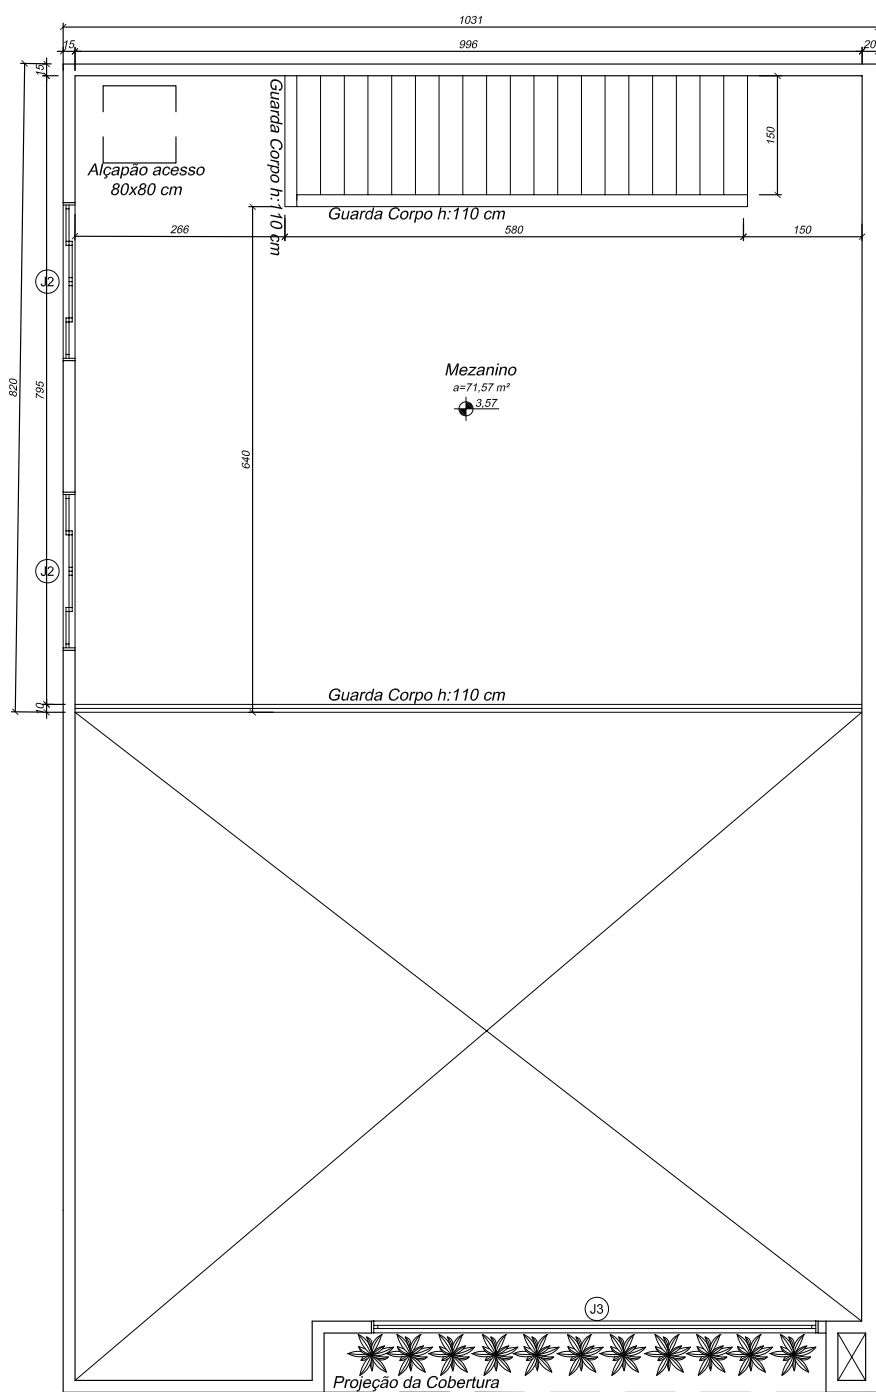 1031
15
996
20
15
Guarda Corpo h:110 cm
150
Alçapão acesso
80x80 cm
Guarda Corpo h:110 cm
266
580
150
J2
Mezanino
a=71,57 m²
3,57
820
795
640
J2
Guarda Corpo h:110 cm
10
J3
Projeção da Cobertura